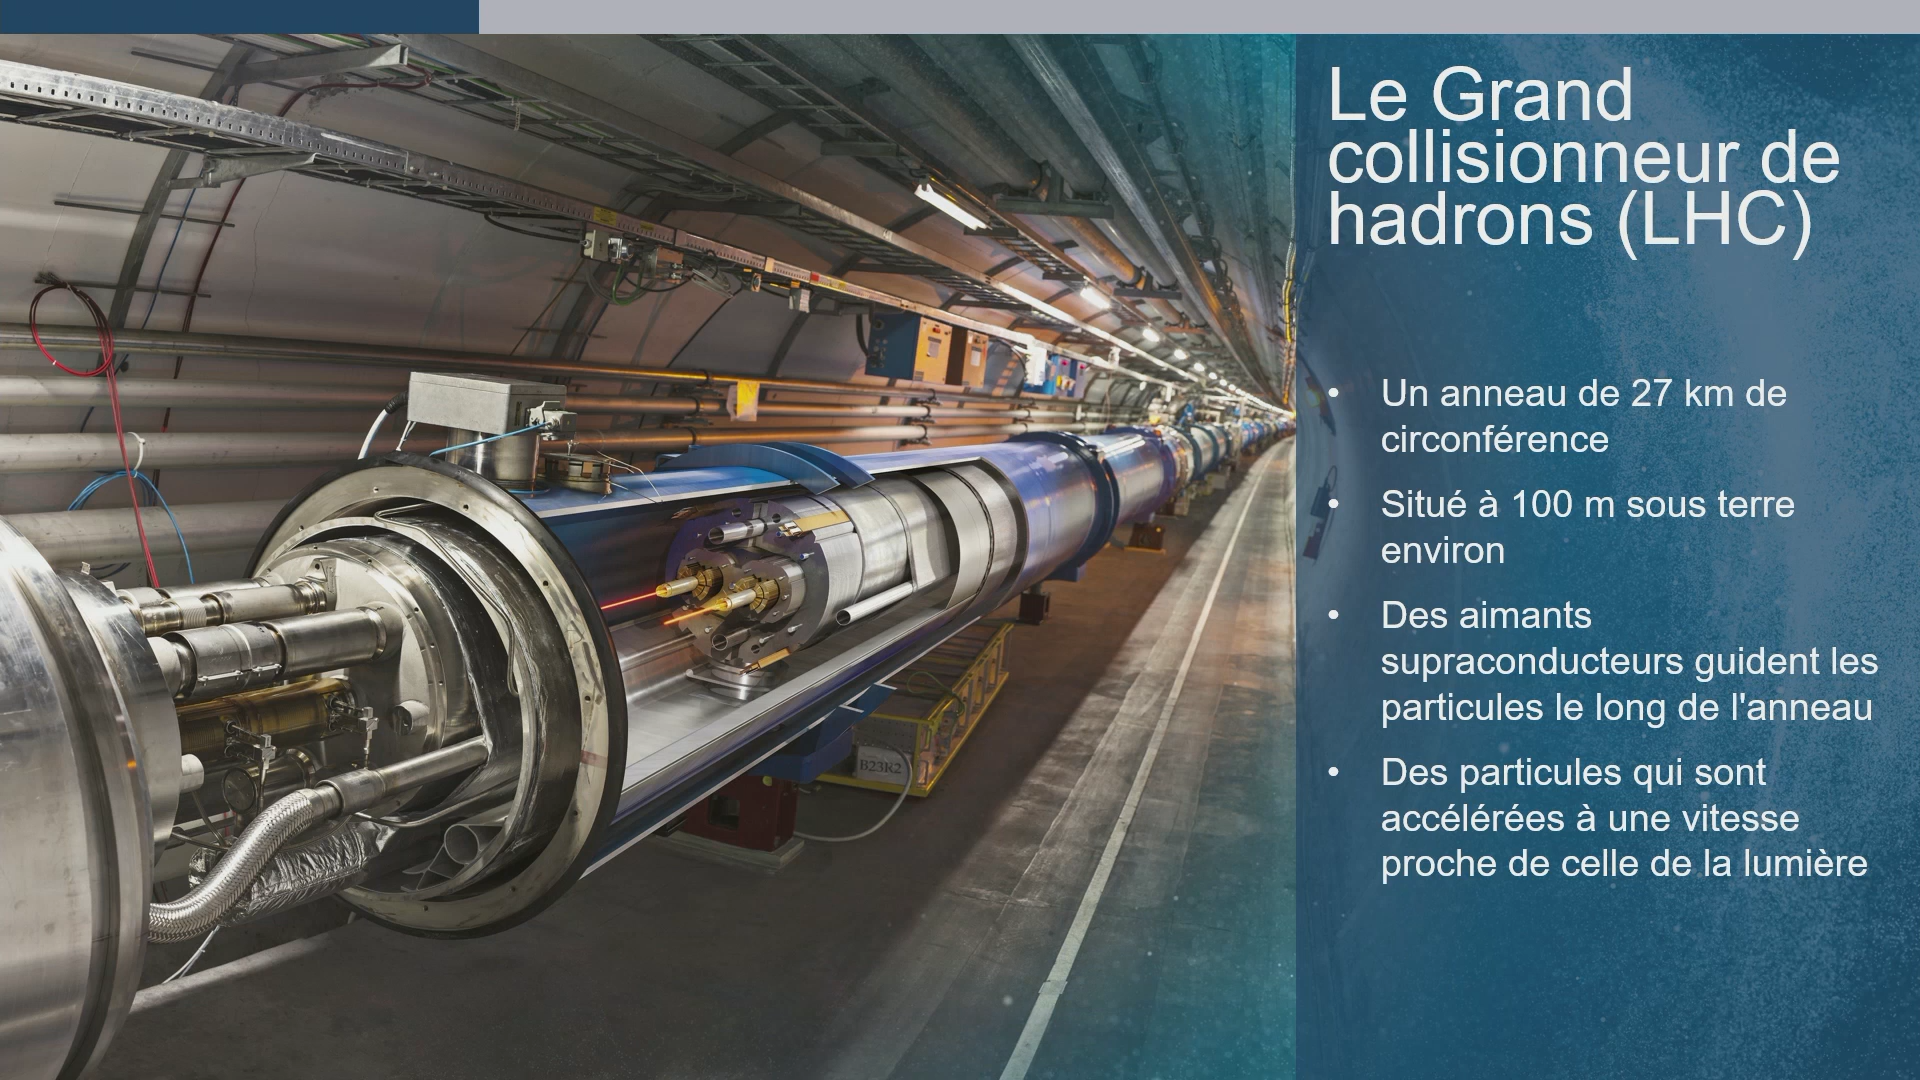 Le Grand
collisionneur de
hadrons (LHC)
• Un anneau de 27 km de
circonférence
• Situé à 100 m sous terre
environ
• Des aimants
supraconducteurs guident les
particules le long de l'anneau
• Des particules qui sont
accélérées à une vitesse
proche de celle de la lumière
B23R2